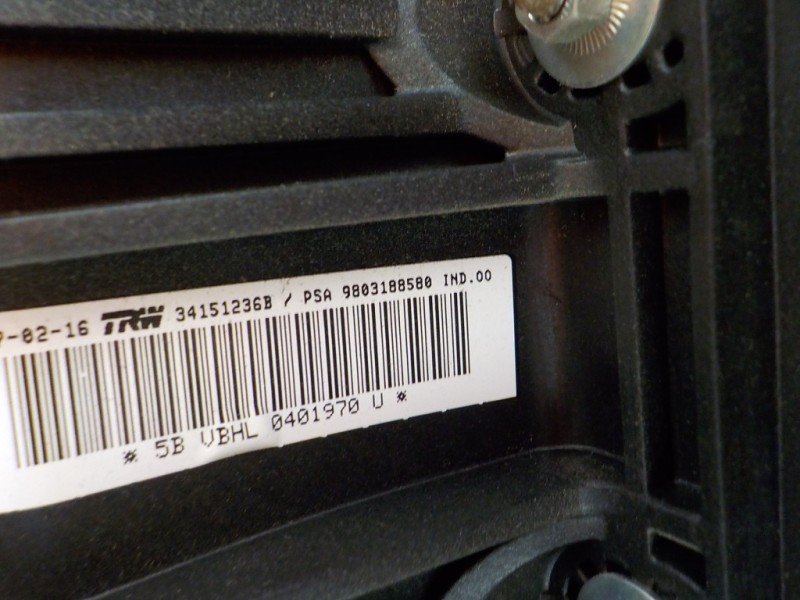 -02-16 TRW 34151236B / PSA 9803188580 IND.00
* 5B VBHL 0401970 U *